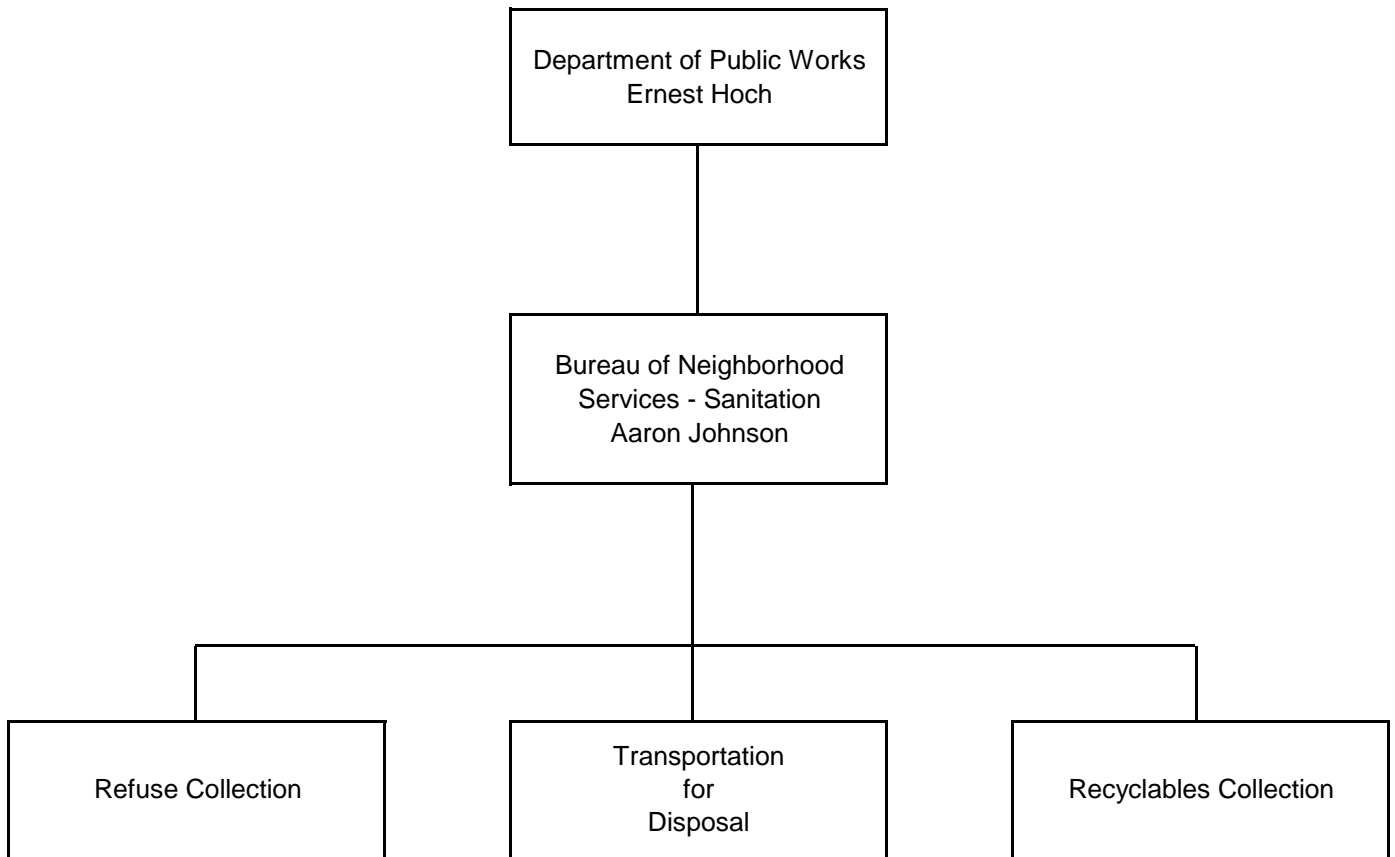 Department of Public Works
Ernest Hoch
Bureau of Neighborhood
Services - Sanitation
Aaron Johnson
Refuse Collection
Transportation
for
Disposal
Recyclables Collection